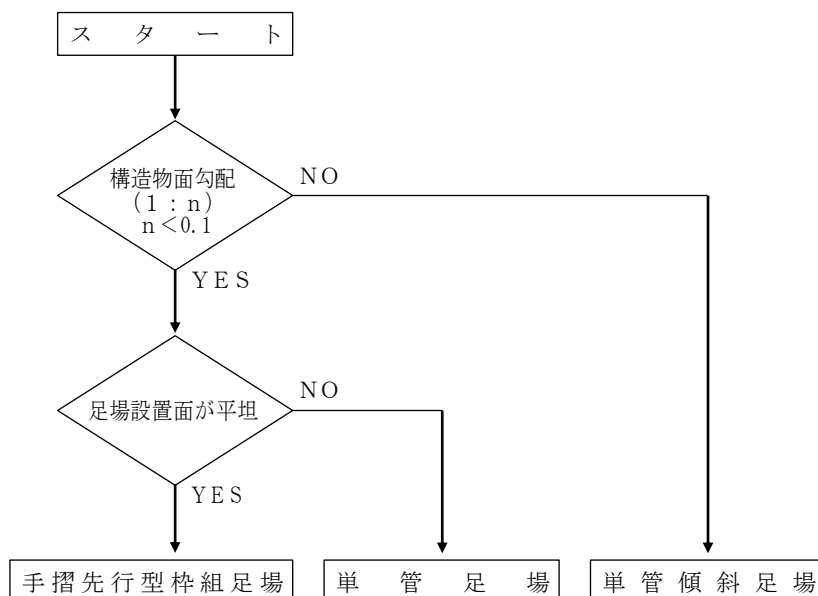 スタート
構造物面勾配
(1：n)
n＜0.1
NO
YES
足場設置面が平坦
NO
YES
手摺先行型枠組足場
単管足場
単管傾斜足場